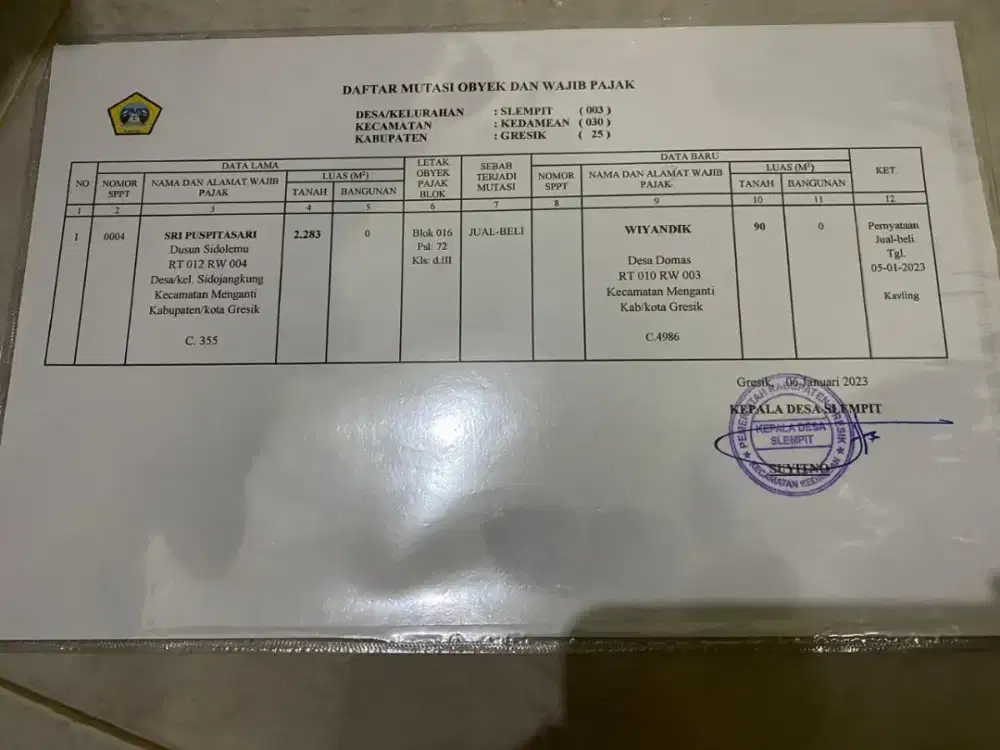 DAFTAR MUTASI OBYEK DAN WAJIB PAJAK
DESA/KELURAHAN : SLEMPIT ( 003 )
KECAMATAN : KEDAMEAN ( 030 )
KABUPATEN : GRESIK ( 25 )
NO
DATA LAMA
NOMOR SPPT
NAMA DAN ALAMAT WAJIB PAJAK
LUAS (M²)
TANAH
BANGUNAN
LETAK OBYEK PAJAK BLOK
SEBAB TERJADI MUTASI
DATA BARU
NOMOR SPPT
NAMA DAN ALAMAT WAJIB PAJAK
LUAS (M²)
TANAH
BANGUNAN
KET.
1 2 3 4 5 6 7 8 9 10 11 12
1
0004
SRI PUSPITASARI
Dusun Sidolemu
RT 012 RW 004
Desa/kel. Sidojangkung
Kecamatan Menganti
Kabupaten/kota Gresik
C. 355
2.283
0
Blok 016
Psl: 72
Kls: d.III
JUAL-BELI
WIYANDIK
Desa Domas
RT 010 RW 003
Kecamatan Menganti
Kab/kota Gresik
C.4986
90
0
Pernyataan
Jual-beli
Tgl.
05-01-2023
Kavling
Gresik, 06 Januari 2023
KEPALA DESA SLEMPIT
PEMERINTAH KABUPATEN GRESIK
KEPALA DESA
SLEMPIT
KECAMATAN KEDAMEAN
SUYITNO